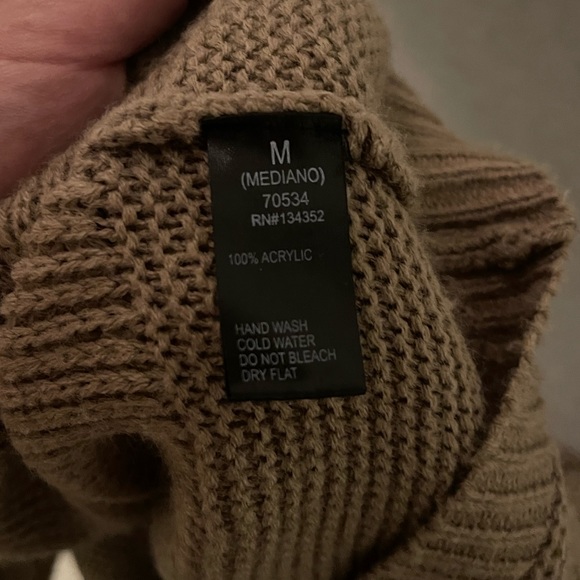 M
(MEDIANO)
70534
RN#134352
100% ACRYLIC
HAND WASH
COLD WATER
DO NOT BLEACH
DRY FLAT